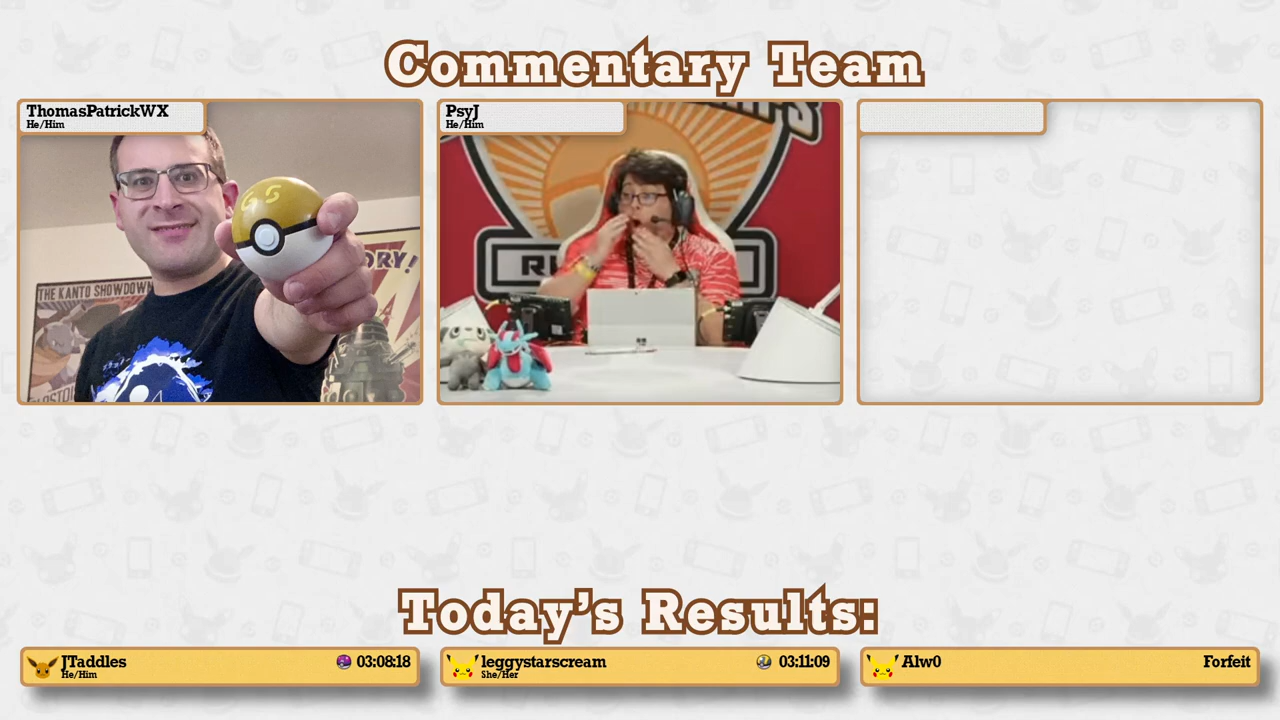 Commentary Team
ThomasPatrickWX
He/Him
PsyJ
He/Him
GS
THE KANTO SHOWDOWN
Today's Results:
JTaddles
03:08:18
He/Him
leggystarscream
03:11:09
She/Her
Alw0
Forfeit